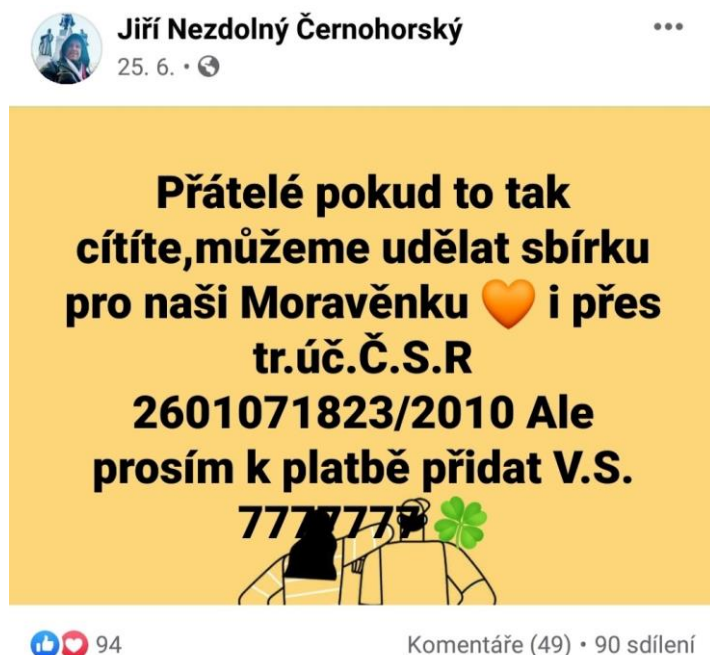 Jiří Nezdolný Černohorský
25. 6.
Přátelé pokud to tak
cítíte,můžeme udělat sbírku
pro naši Moravěnku 🧡 i přes
tr.úč.Č.S.R
2601071823/2010 Ale
prosím k platbě přidat V.S.
7777777 🍀
94
Komentáře (49) • 90 sdílení